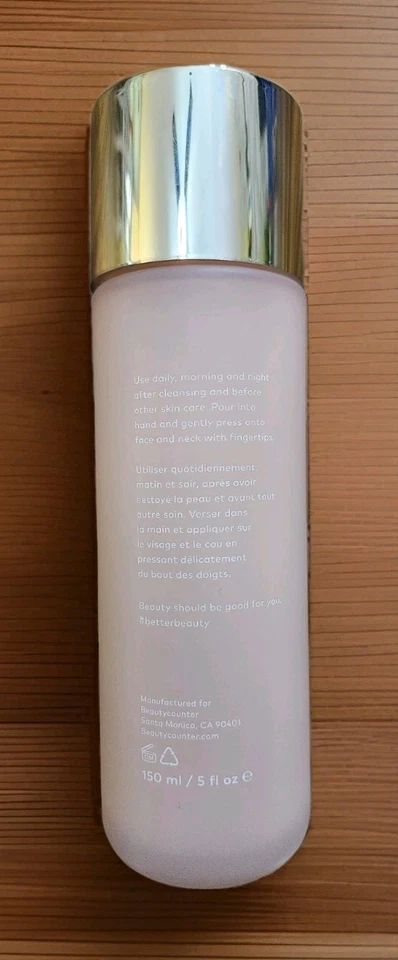 Use daily, morning and night
after cleansing and before
other skin care. Pour into
hand and gently press onto
face and neck with fingertips.
Utiliser quotidiennement
matin et soir, après avoir
nettoyé la peau et avant tout
autre soin. Verser dans
la main et appliquer sur
le visage et le cou en
pressant délicatement
du bout des doigts.
Beauty should be good for you.
#betterbeauty
Manufactured for
Beautycounter
Santa Monica, CA 90401
Beautycounter.com
150 ml / 5 fl oz ℮